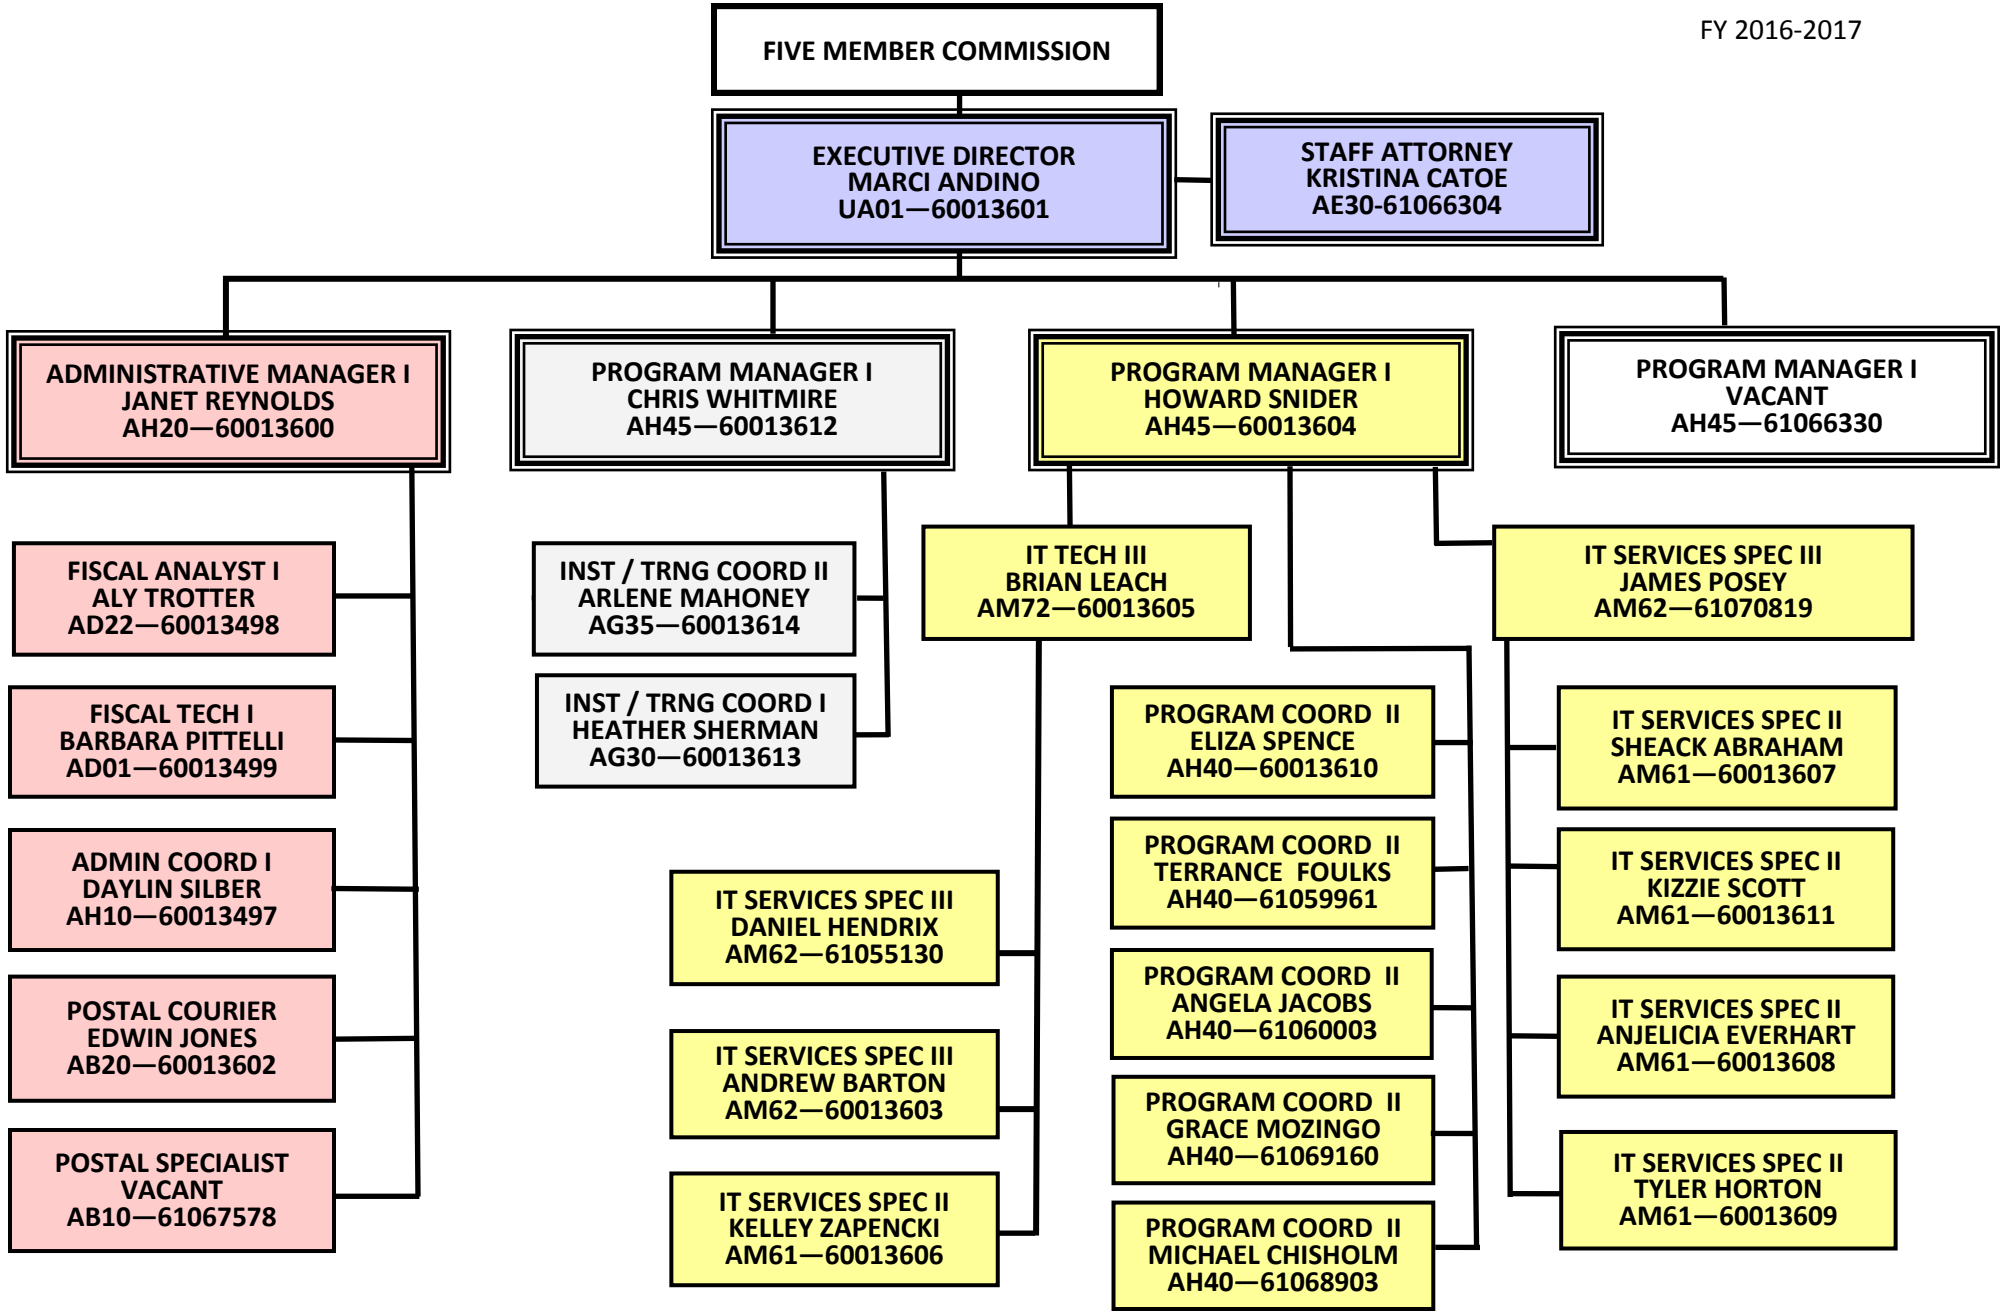 FY 2016-2017
FIVE MEMBER COMMISSION
EXECUTIVE DIRECTOR
MARCI ANDINO
UA01—60013601
STAFF ATTORNEY
KRISTINA CATOE
AE30-61066304
ADMINISTRATIVE MANAGER I
JANET REYNOLDS
AH20—60013600
PROGRAM MANAGER I
CHRIS WHITMIRE
AH45—60013612
PROGRAM MANAGER I
HOWARD SNIDER
AH45—60013604
PROGRAM MANAGER I
VACANT
AH45—61066330
FISCAL ANALYST I
ALY TROTTER
AD22—60013498
FISCAL TECH I
BARBARA PITTELLI
AD01—60013499
ADMIN COORD I
DAYLIN SILBER
AH10—60013497
POSTAL COURIER
EDWIN JONES
AB20—60013602
POSTAL SPECIALIST
VACANT
AB10—61067578
INST / TRNG COORD II
ARLENE MAHONEY
AG35—60013614
INST / TRNG COORD I
HEATHER SHERMAN
AG30—60013613
IT TECH III
BRIAN LEACH
AM72—60013605
IT SERVICES SPEC III
DANIEL HENDRIX
AM62—61055130
IT SERVICES SPEC III
ANDREW BARTON
AM62—60013603
IT SERVICES SPEC II
KELLEY ZAPENCKI
AM61—60013606
PROGRAM COORD II
ELIZA SPENCE
AH40—60013610
PROGRAM COORD II
TERRANCE FOULKS
AH40—61059961
PROGRAM COORD II
ANGELA JACOBS
AH40—61060003
PROGRAM COORD II
GRACE MOZINGO
AH40—61069160
PROGRAM COORD II
MICHAEL CHISHOLM
AH40—61068903
IT SERVICES SPEC III
JAMES POSEY
AM62—61070819
IT SERVICES SPEC II
SHEACK ABRAHAM
AM61—60013607
IT SERVICES SPEC II
KIZZIE SCOTT
AM61—60013611
IT SERVICES SPEC II
ANJELICIA EVERHART
AM61—60013608
IT SERVICES SPEC II
TYLER HORTON
AM61—60013609